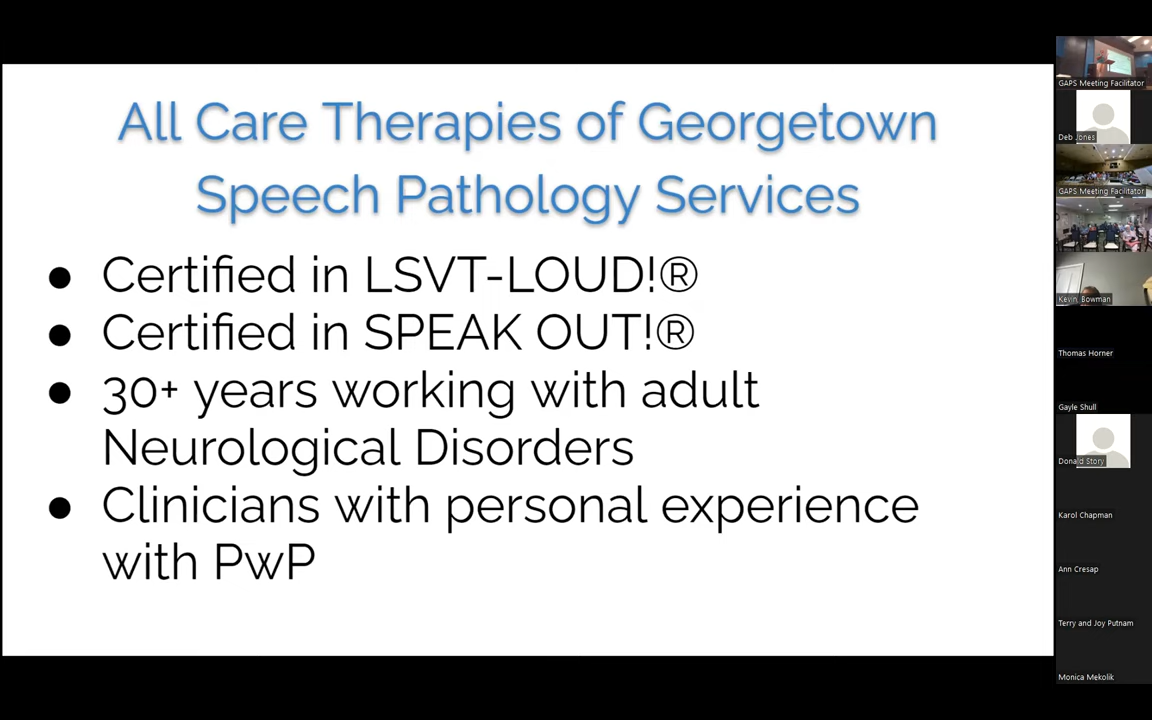 All Care Therapies of Georgetown
Speech Pathology Services
● Certified in LSVT-LOUD!®
● Certified in SPEAK OUT!®
● 30+ years working with adult
Neurological Disorders
● Clinicians with personal experience
with PwP
GAPS Meeting Facilitator
Deb Jones
GAPS Meeting Facilitator
Kevin, Bowman
Thomas Horner
Gayle Shull
Donald Story
Karol Chapman
Ann Cresap
Terry and Joy Putnam
Monica Mekolik